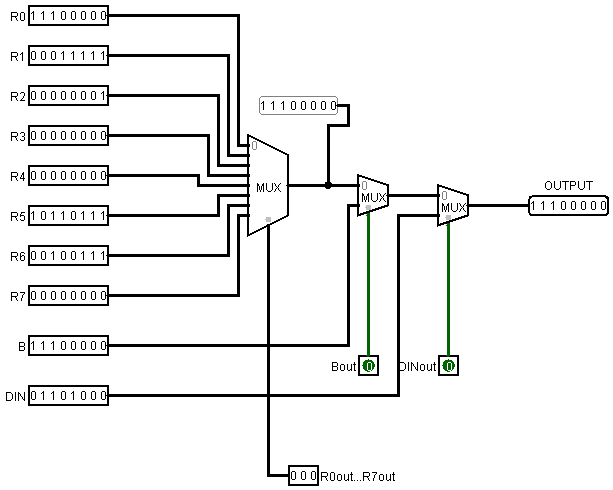 R0 11100000
R1 00011111
R2 00000001
11100000
R3 00000000
0
MUX
R4 00000000
0
MUX
0
MUX
OUTPUT
11100000
R5 10110111
R6 00100111
R7 00000000
B 11100000
Bout 0
DINout 0
DIN 01101000
000 R0out...R7out